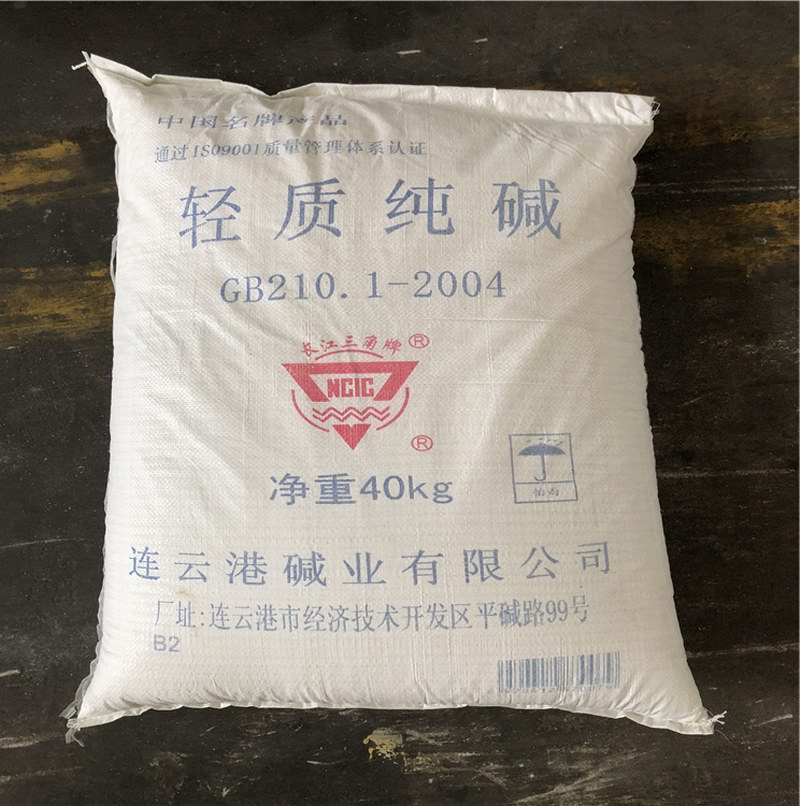 中国名牌产品
通过ISO9001质量管理体系认证
轻质纯碱
GB210.1-2004
长江三角牌®
NCIC
®
净重40kg
怕雨
连云港碱业有限公司
厂址:连云港市经济技术开发区平碱路99号
B2